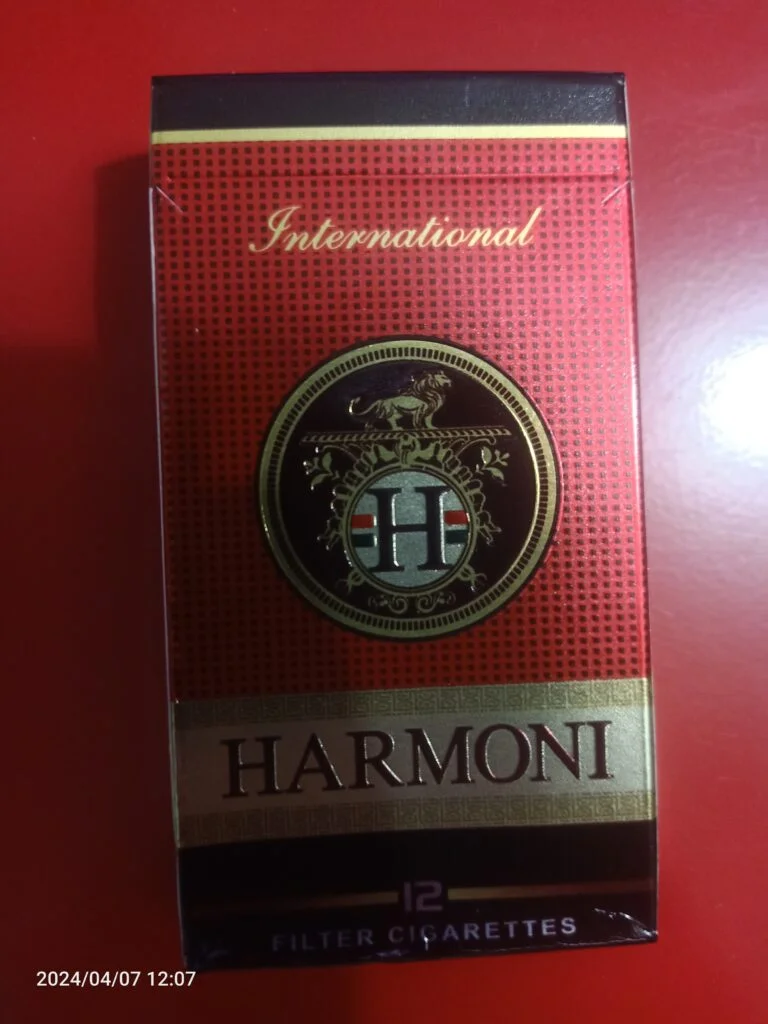 International
H
HARMONI
12
FILTER CIGARETTES
2024/04/07 12:07